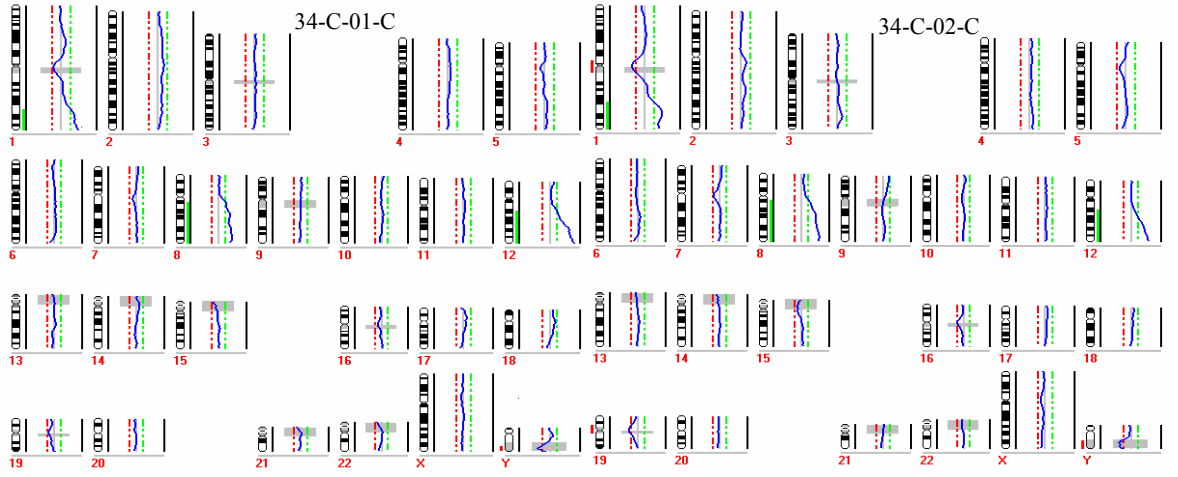 34-C-01-C
34-C-02-C
1 2 3 4 5 1 2 3 4 5
6 7 8 9 10 11 12 6 7 8 9 10 11 12
13 14 15 16 17 18 13 14 15 16 17 18
19 20 21 22 X Y 19 20 21 22 X Y